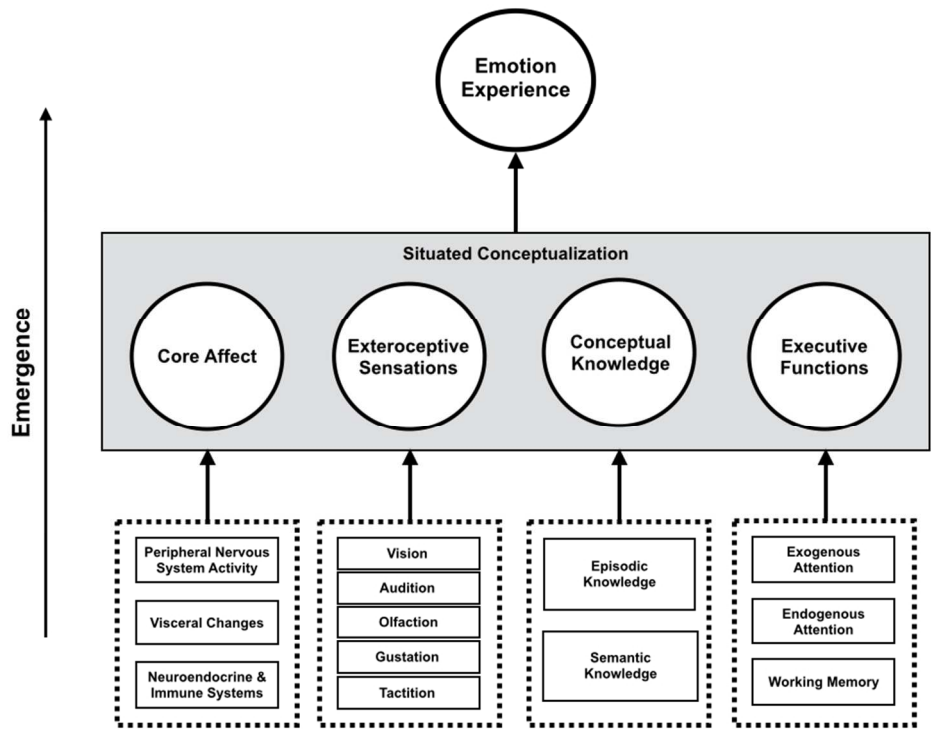 Emotion
Experience
Emergence
Situated Conceptualization
Core Affect
Exteroceptive
Sensations
Conceptual
Knowledge
Executive
Functions
Peripheral Nervous
System Activity
Visceral Changes
Neuroendocrine &
Immune Systems
Vision
Audition
Olfaction
Gustation
Tactition
Episodic
Knowledge
Semantic
Knowledge
Exogenous
Attention
Endogenous
Attention
Working Memory